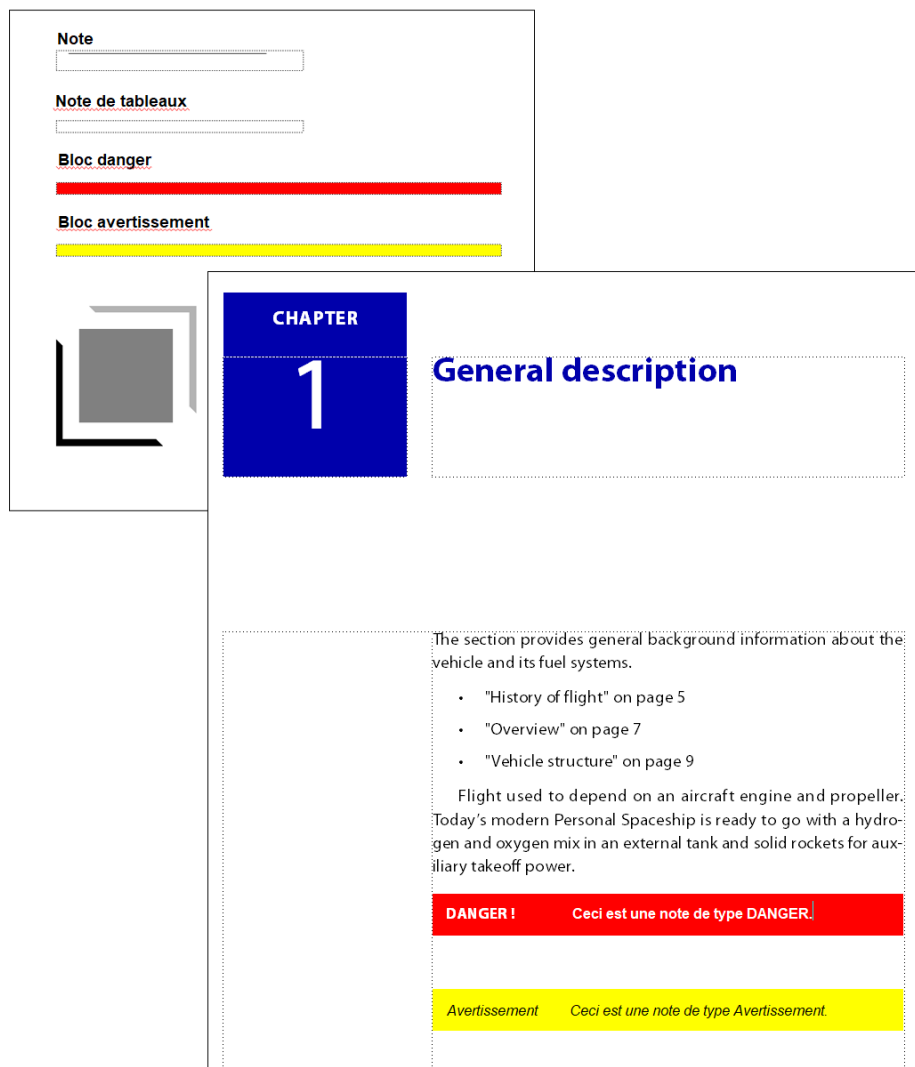 Note
Note de tableaux
Bloc danger
Bloc avertissement
CHAPTER
1
General description
The section provides general background information about the
vehicle and its fuel systems.
• "History of flight" on page 5
• "Overview" on page 7
• "Vehicle structure" on page 9
Flight used to depend on an aircraft engine and propeller.
Today's modern Personal Spaceship is ready to go with a hydro-
gen and oxygen mix in an external tank and solid rockets for aux-
iliary takeoff power.
DANGER ! Ceci est une note de type DANGER.
Avertissement Ceci est une note de type Avertissement.